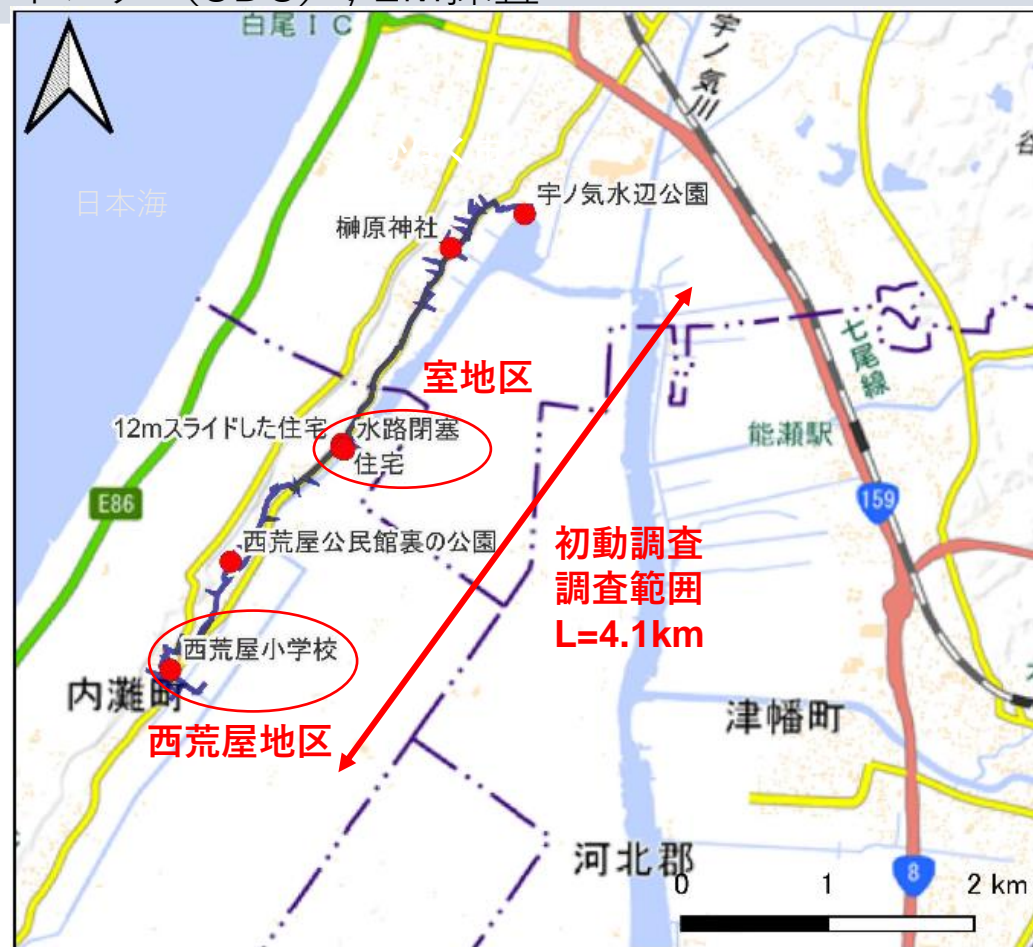 白尾IC
宇ノ気川
日本海
宇ノ気水辺公園
榊原神社
室地区
七尾線
12mスライドした住宅
水路閉塞
住宅
能瀬駅
E86
159
西荒屋公民館裏の公園
初動調査
調査範囲
L=4.1km
西荒屋小学校
内灘町
西荒屋地区
津幡町
河北郡
8
0 1 2 km